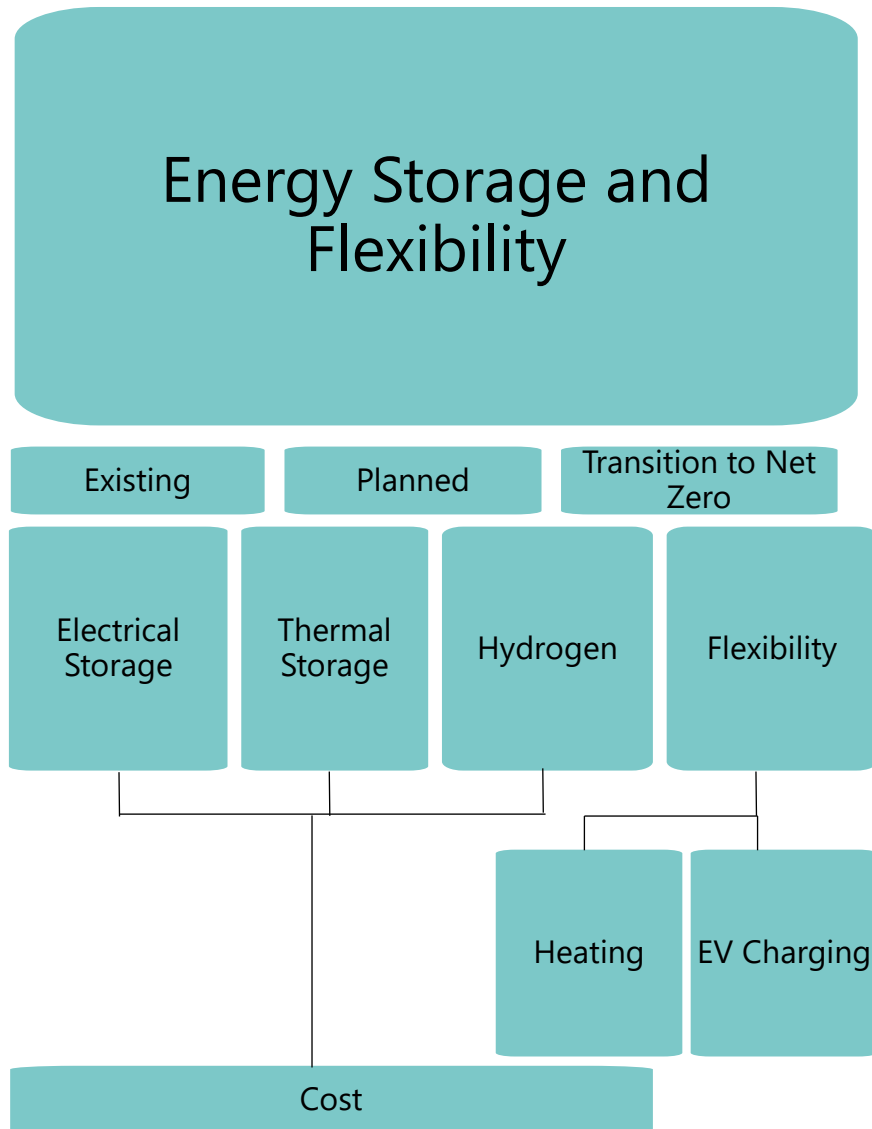 Energy Storage and
Flexibility
Existing
Planned
Transition to Net
Zero
Electrical
Storage
Thermal
Storage
Hydrogen
Flexibility
Heating
EV Charging
Cost